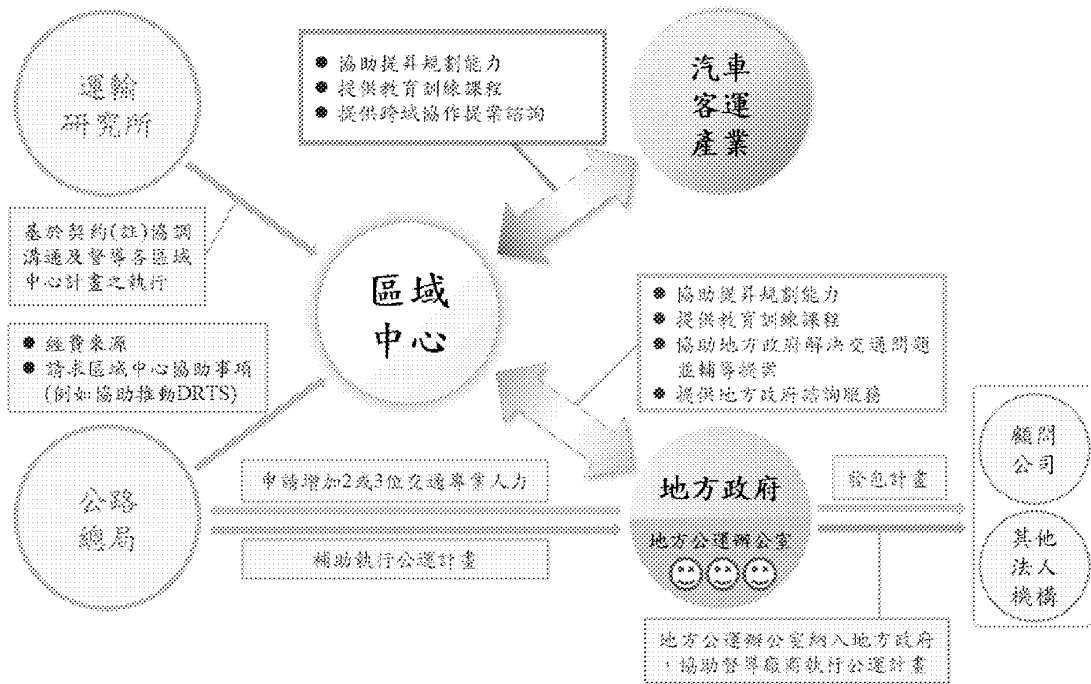 運輸
研究所
● 協助提昇規劃能力
● 提供教育訓練課程
● 提供跨域協作提案諮詢
汽車
客運
產業
基於契約(註)協調
溝通及督導各區域
中心計畫之執行
區域
中心
● 經費來源
● 請求區域中心協助事項
(例如協助推動DRTS)
● 協助提昇規劃能力
● 提供教育訓練課程
● 協助地方政府解決交通問題
並輔導提案
● 提供地方政府諮詢服務
公路
總局
申請增加2或3位交通專業人力
補助執行公運計畫
地方政府
地方公運辦公室
發包計畫
顧問
公司
其他
法人
機構
地方公運辦公室納入地方政府
，協助督導廠商執行公運計畫